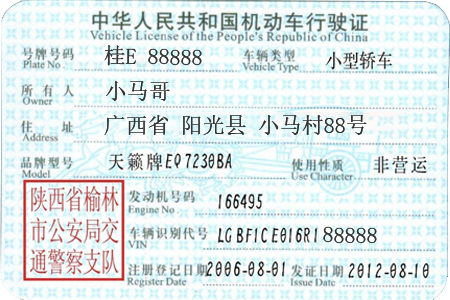 中华人民共和国机动车行驶证
Vehicle License of the People's Republic of China
号牌号码 桂E 88888 车辆类型 小型轿车
Plate No Vehicle Type
所有人 小马哥
Owner
住址 广西省 阳光县 小马村88号
Address
品牌型号 天籁牌EQ7230BA 使用性质 非营运
Model Use Character
陕西省榆林
市公安局交
通警察支队
发动机号码 166495
Engine No
车辆识别代号 LGBF1CE016R188888
VIN
注册登记日期 2006-08-01 发证日期 2012-08-10
Register Date Issue Date